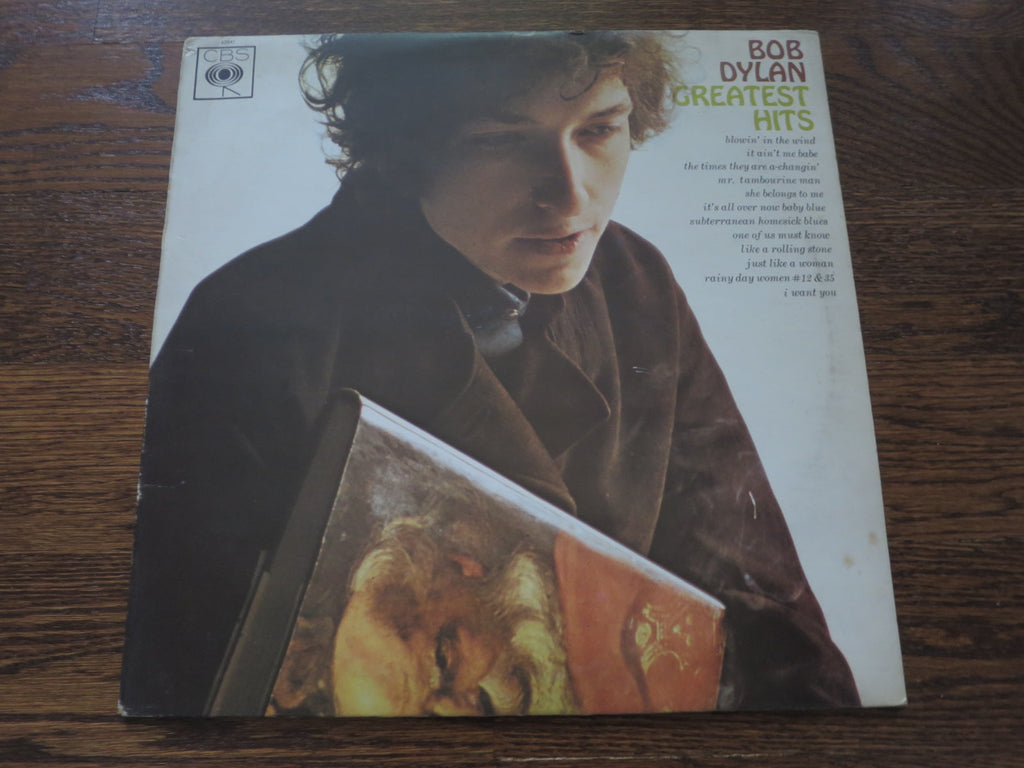 CBS
BOB
DYLAN
GREATEST
HITS
blowin' in the wind
it ain't me babe
the times they are a-changin'
mr. tambourine man
she belongs to me
it's all over now baby blue
subterranean homesick blues
one of us must know
like a rolling stone
just like a woman
rainy day women #12 & 35
i want you